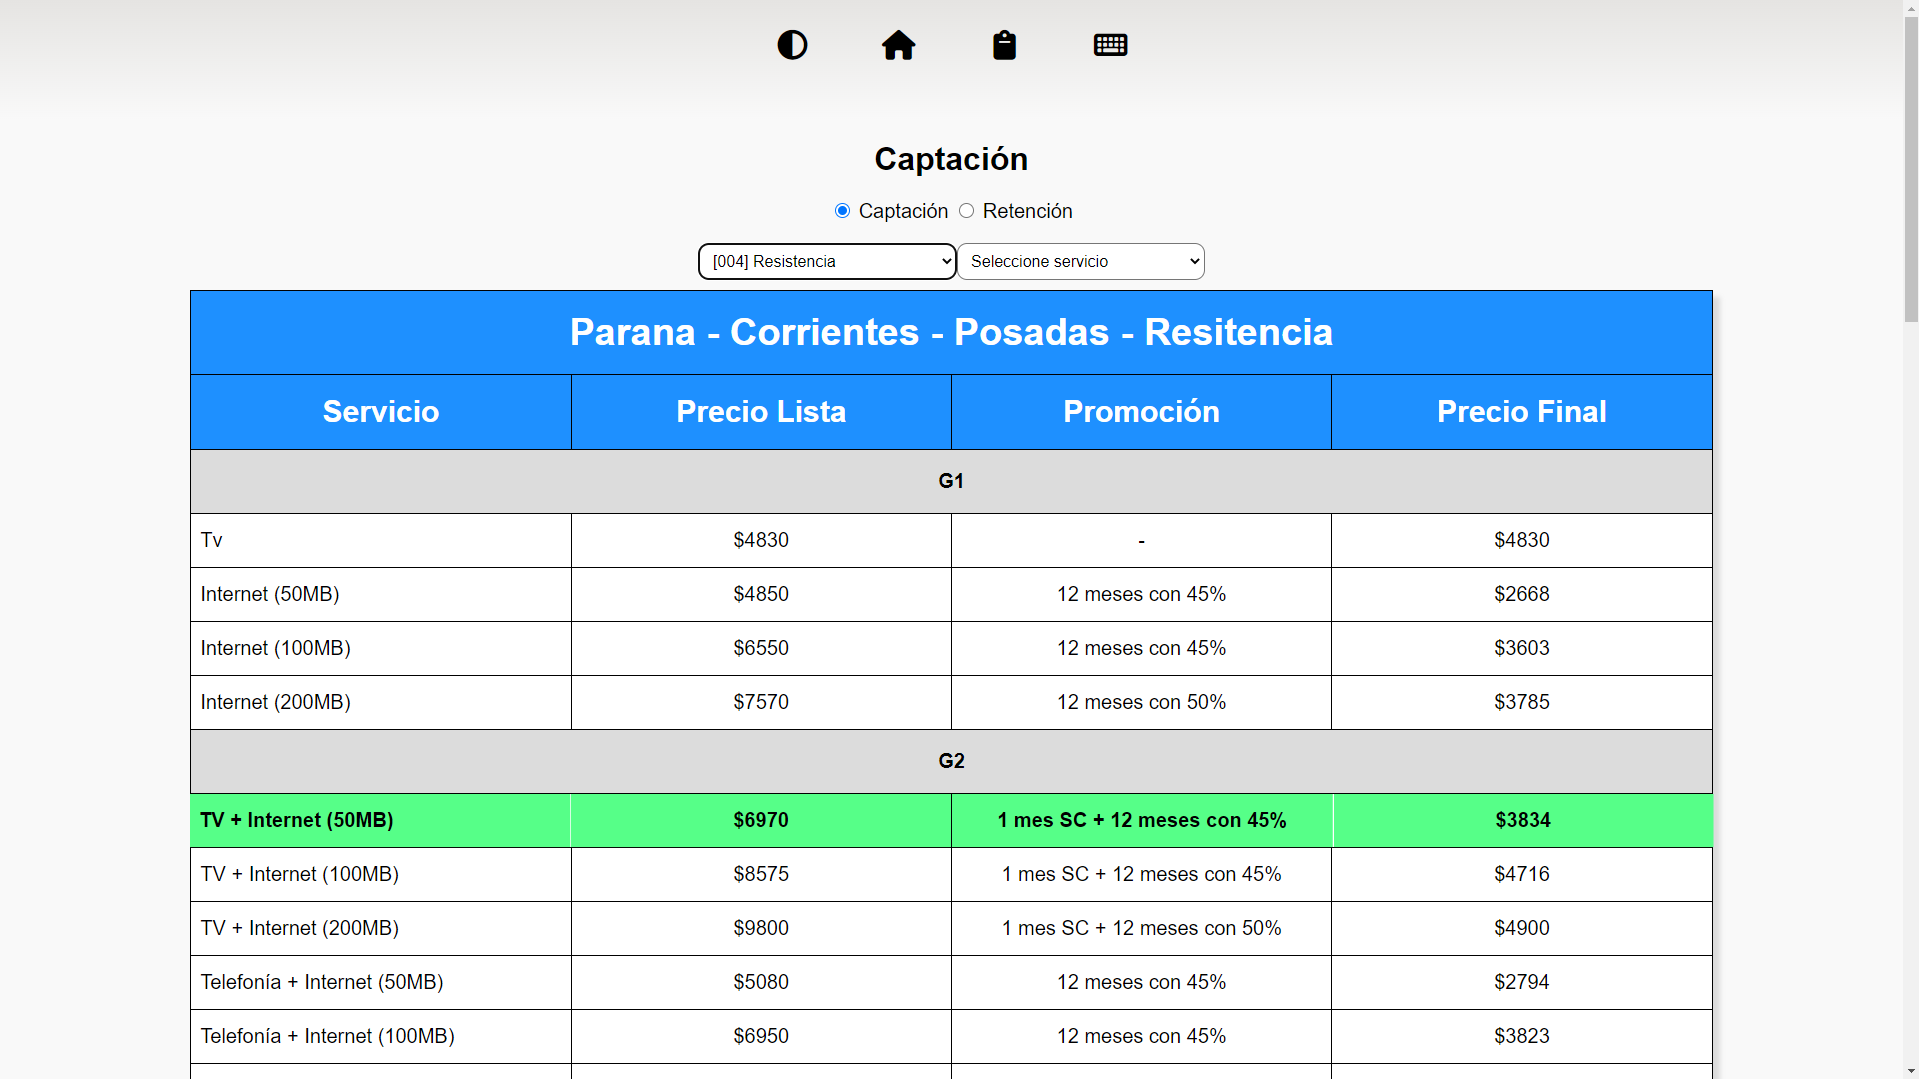 Captación
Captación Retención
[004] Resistencia Seleccione servicio
Parana - Corrientes - Posadas - Resitencia
Servicio Precio Lista Promoción Precio Final
G1
Tv $4830 - $4830
Internet (50MB) $4850 12 meses con 45% $2668
Internet (100MB) $6550 12 meses con 45% $3603
Internet (200MB) $7570 12 meses con 50% $3785
G2
TV + Internet (50MB) $6970 1 mes SC + 12 meses con 45% $3834
TV + Internet (100MB) $8575 1 mes SC + 12 meses con 45% $4716
TV + Internet (200MB) $9800 1 mes SC + 12 meses con 50% $4900
Telefonía + Internet (50MB) $5080 12 meses con 45% $2794
Telefonía + Internet (100MB) $6950 12 meses con 45% $3823